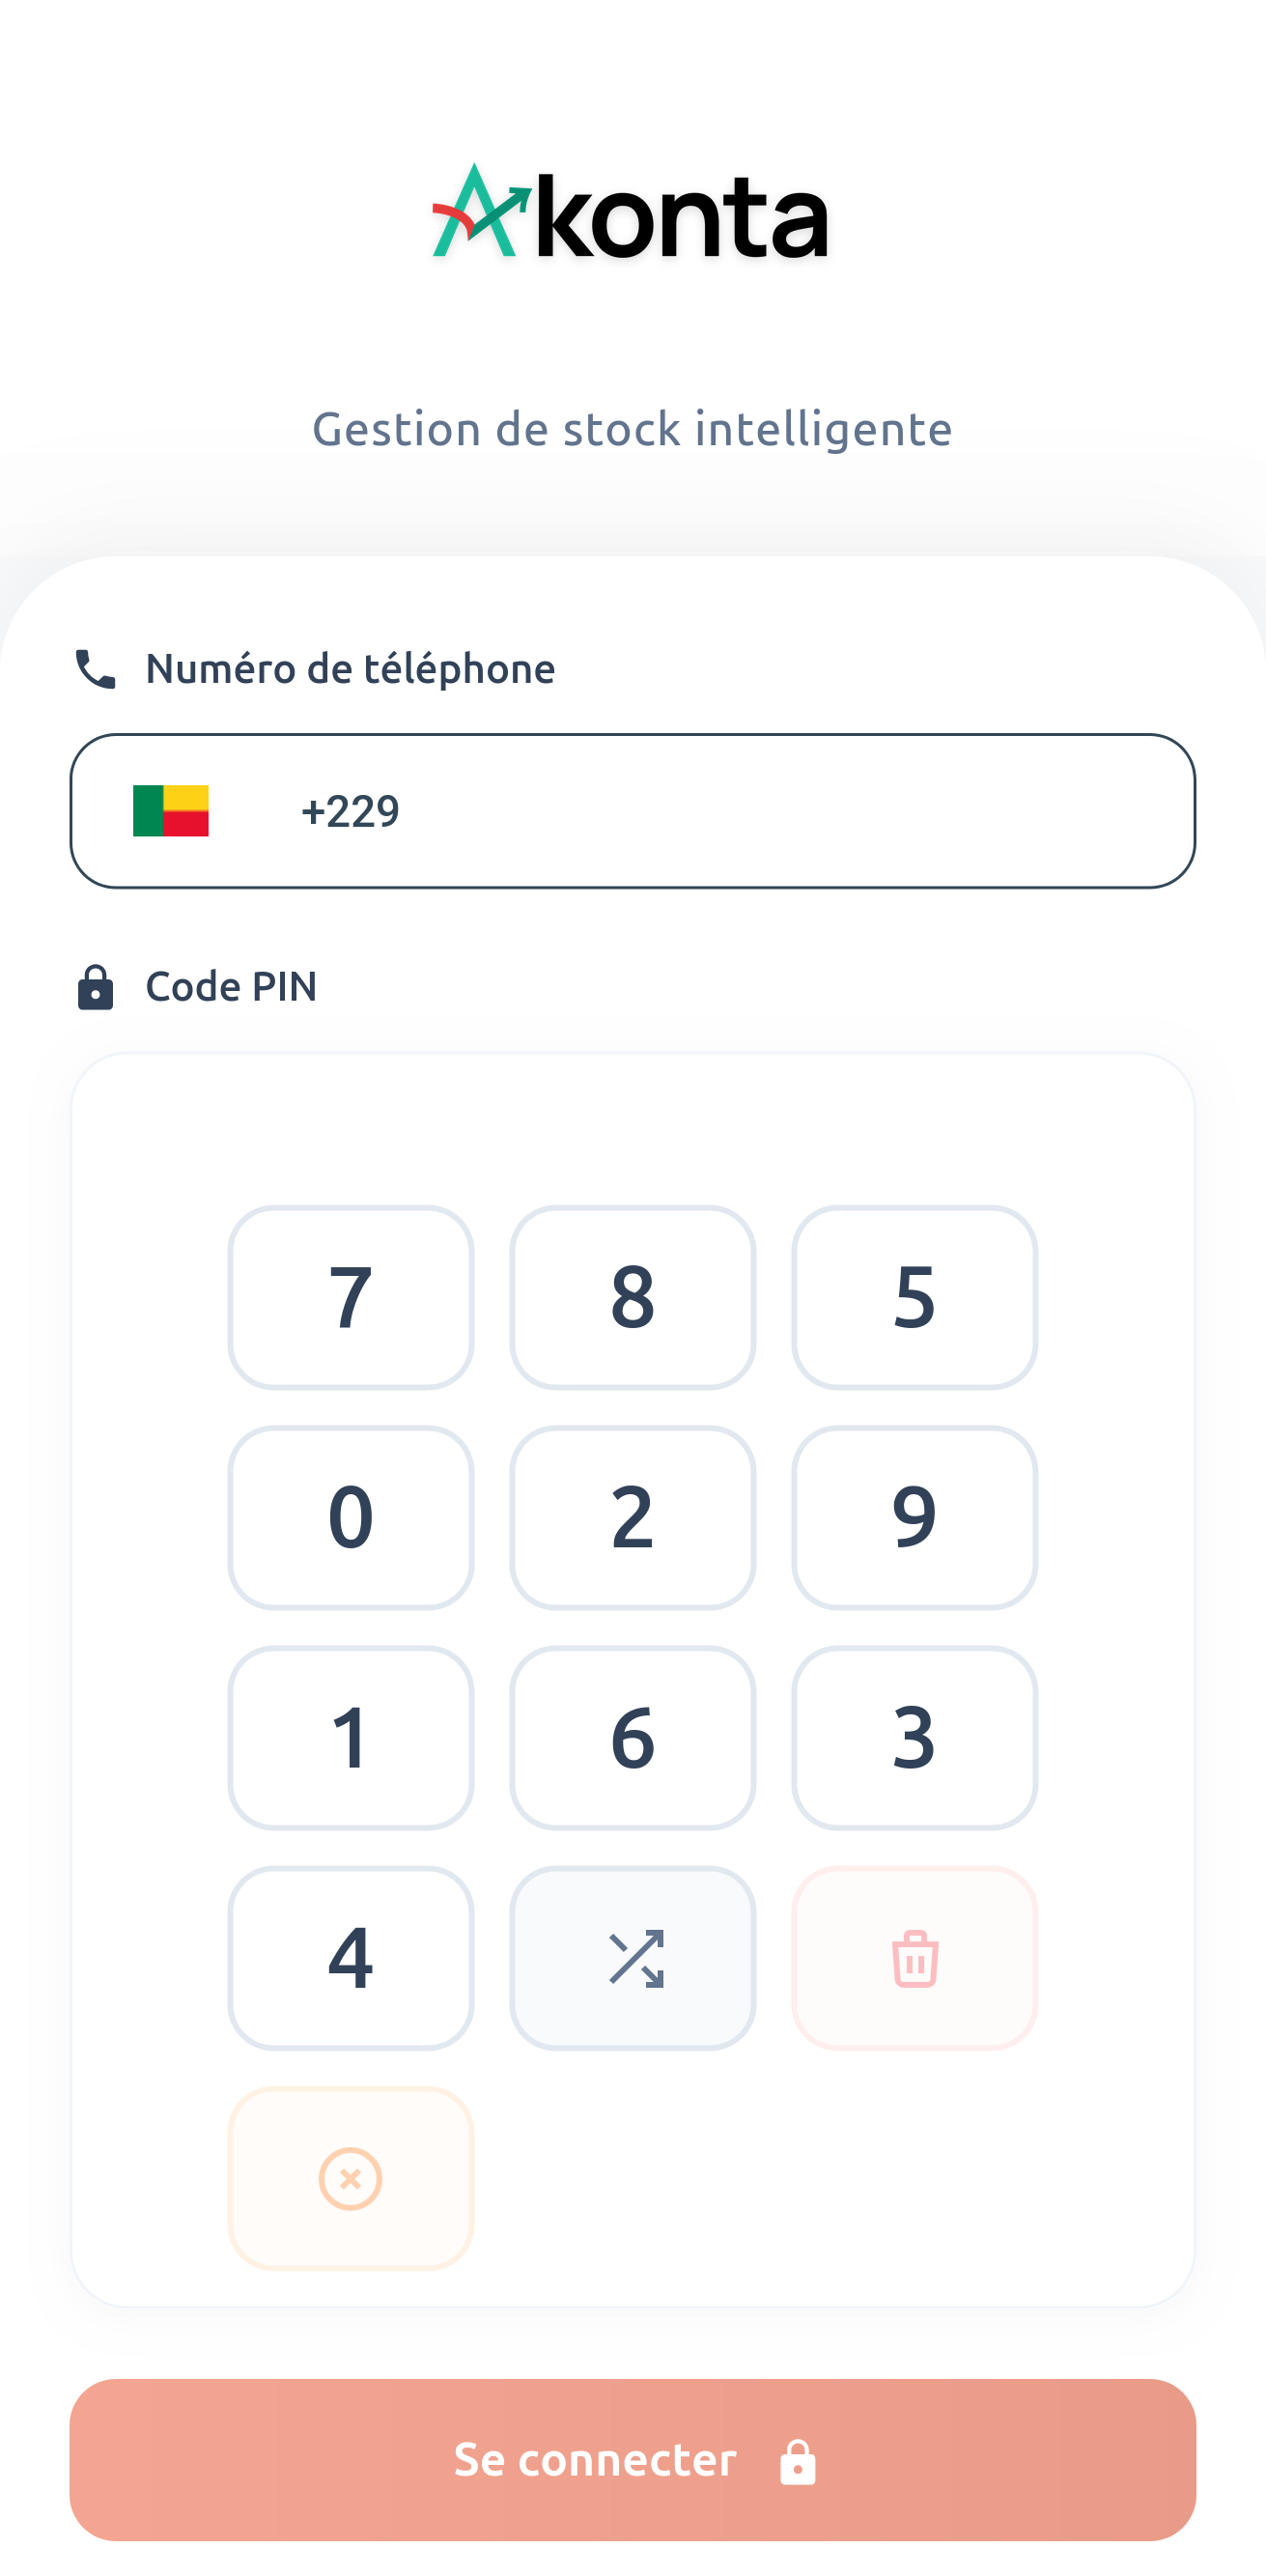 Akonta
Gestion de stock intelligente
Numéro de téléphone
+229
Code PIN
7 8 5
0 2 9
1 6 3
4
Se connecter